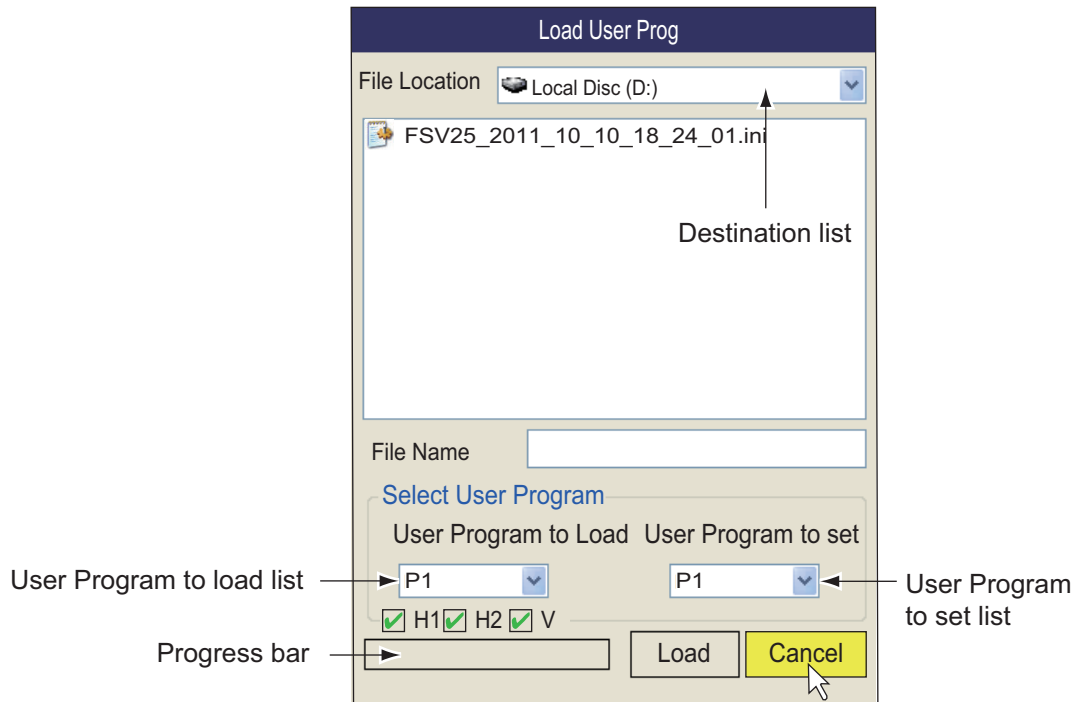 Load User Prog
File Location
Local Disc (D:)
FSV25_2011_10_10_18_24_01.ini
Destination list
File Name
Select User Program
User Program to Load
User Program to set
User Program to load list
P1
P1
User Program
to set list
H1
H2
V
Progress bar
Load
Cancel